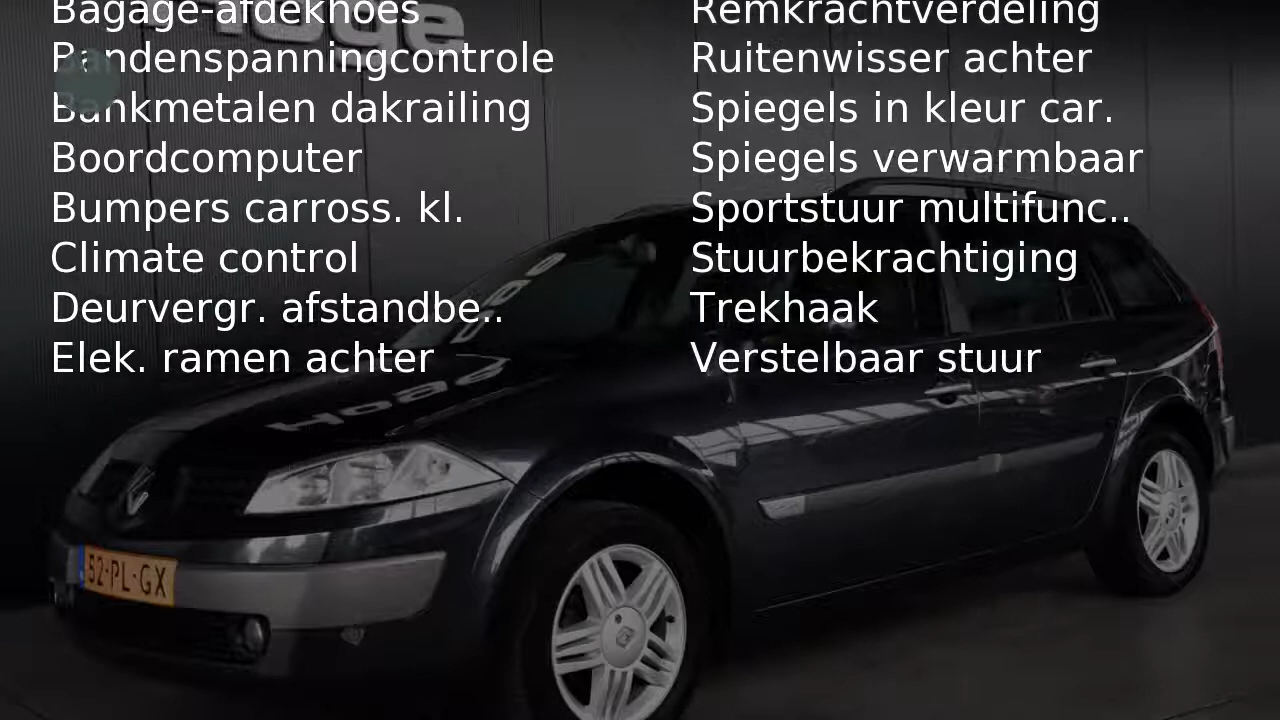 Bagage-afdekhoes
Bandenspanningcontrole
Bankmetalen dakrailing
Boordcomputer
Bumpers carross. kl.
Climate control
Deurvergr. afstandbe..
Elek. ramen achter
Remkrachtverdeling
Ruitenwisser achter
Spiegels in kleur car.
Spiegels verwarmbaar
Sportstuur multifunc..
Stuurbekrachtiging
Trekhaak
Verstelbaar stuur
52-PL-GX